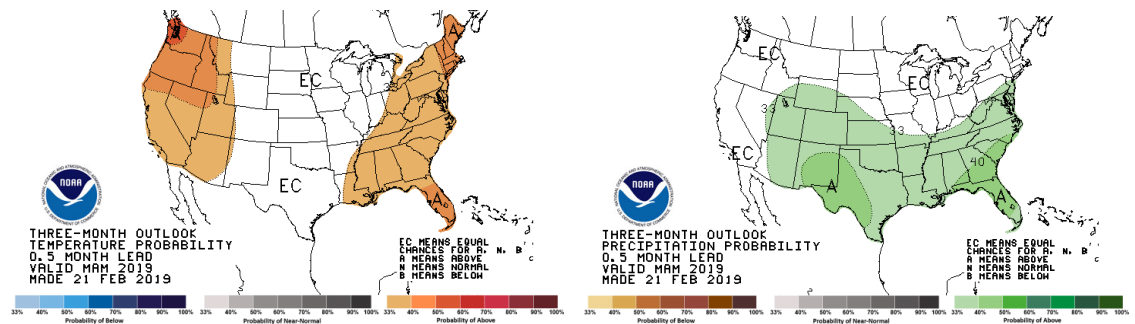 A
EC
EC
A
NOAA
THREE-MONTH OUTLOOK
TEMPERATURE PROBABILITY
0.5 MONTH LEAD
VALID MAM 2019
MADE 21 FEB 2019
EC MEANS EQUAL
CHANCES FOR A, N, B
A MEANS ABOVE
N MEANS NORMAL
B MEANS BELOW
33% 40% 50% 60% 70% 80% 90% 100%
Probability of Below
33% 40% 50% 60% 70% 80% 90% 100%
Probability of Near-Normal
33% 40% 50% 60% 70% 80% 90% 100%
Probability of Above
EC
EC
33
33
EC
40
A
A
NOAA
THREE-MONTH OUTLOOK
PRECIPITATION PROBABILITY
0.5 MONTH LEAD
VALID MAM 2019
MADE 21 FEB 2019
EC MEANS EQUAL
CHANCES FOR A, N, B
A MEANS ABOVE
N MEANS NORMAL
B MEANS BELOW
33% 40% 50% 60% 70% 80% 90% 100%
Probability of Below
33% 40% 50% 60% 70% 80% 90% 100%
Probability of Near-Normal
33% 40% 50% 60% 70% 80% 90% 100%
Probability of Above